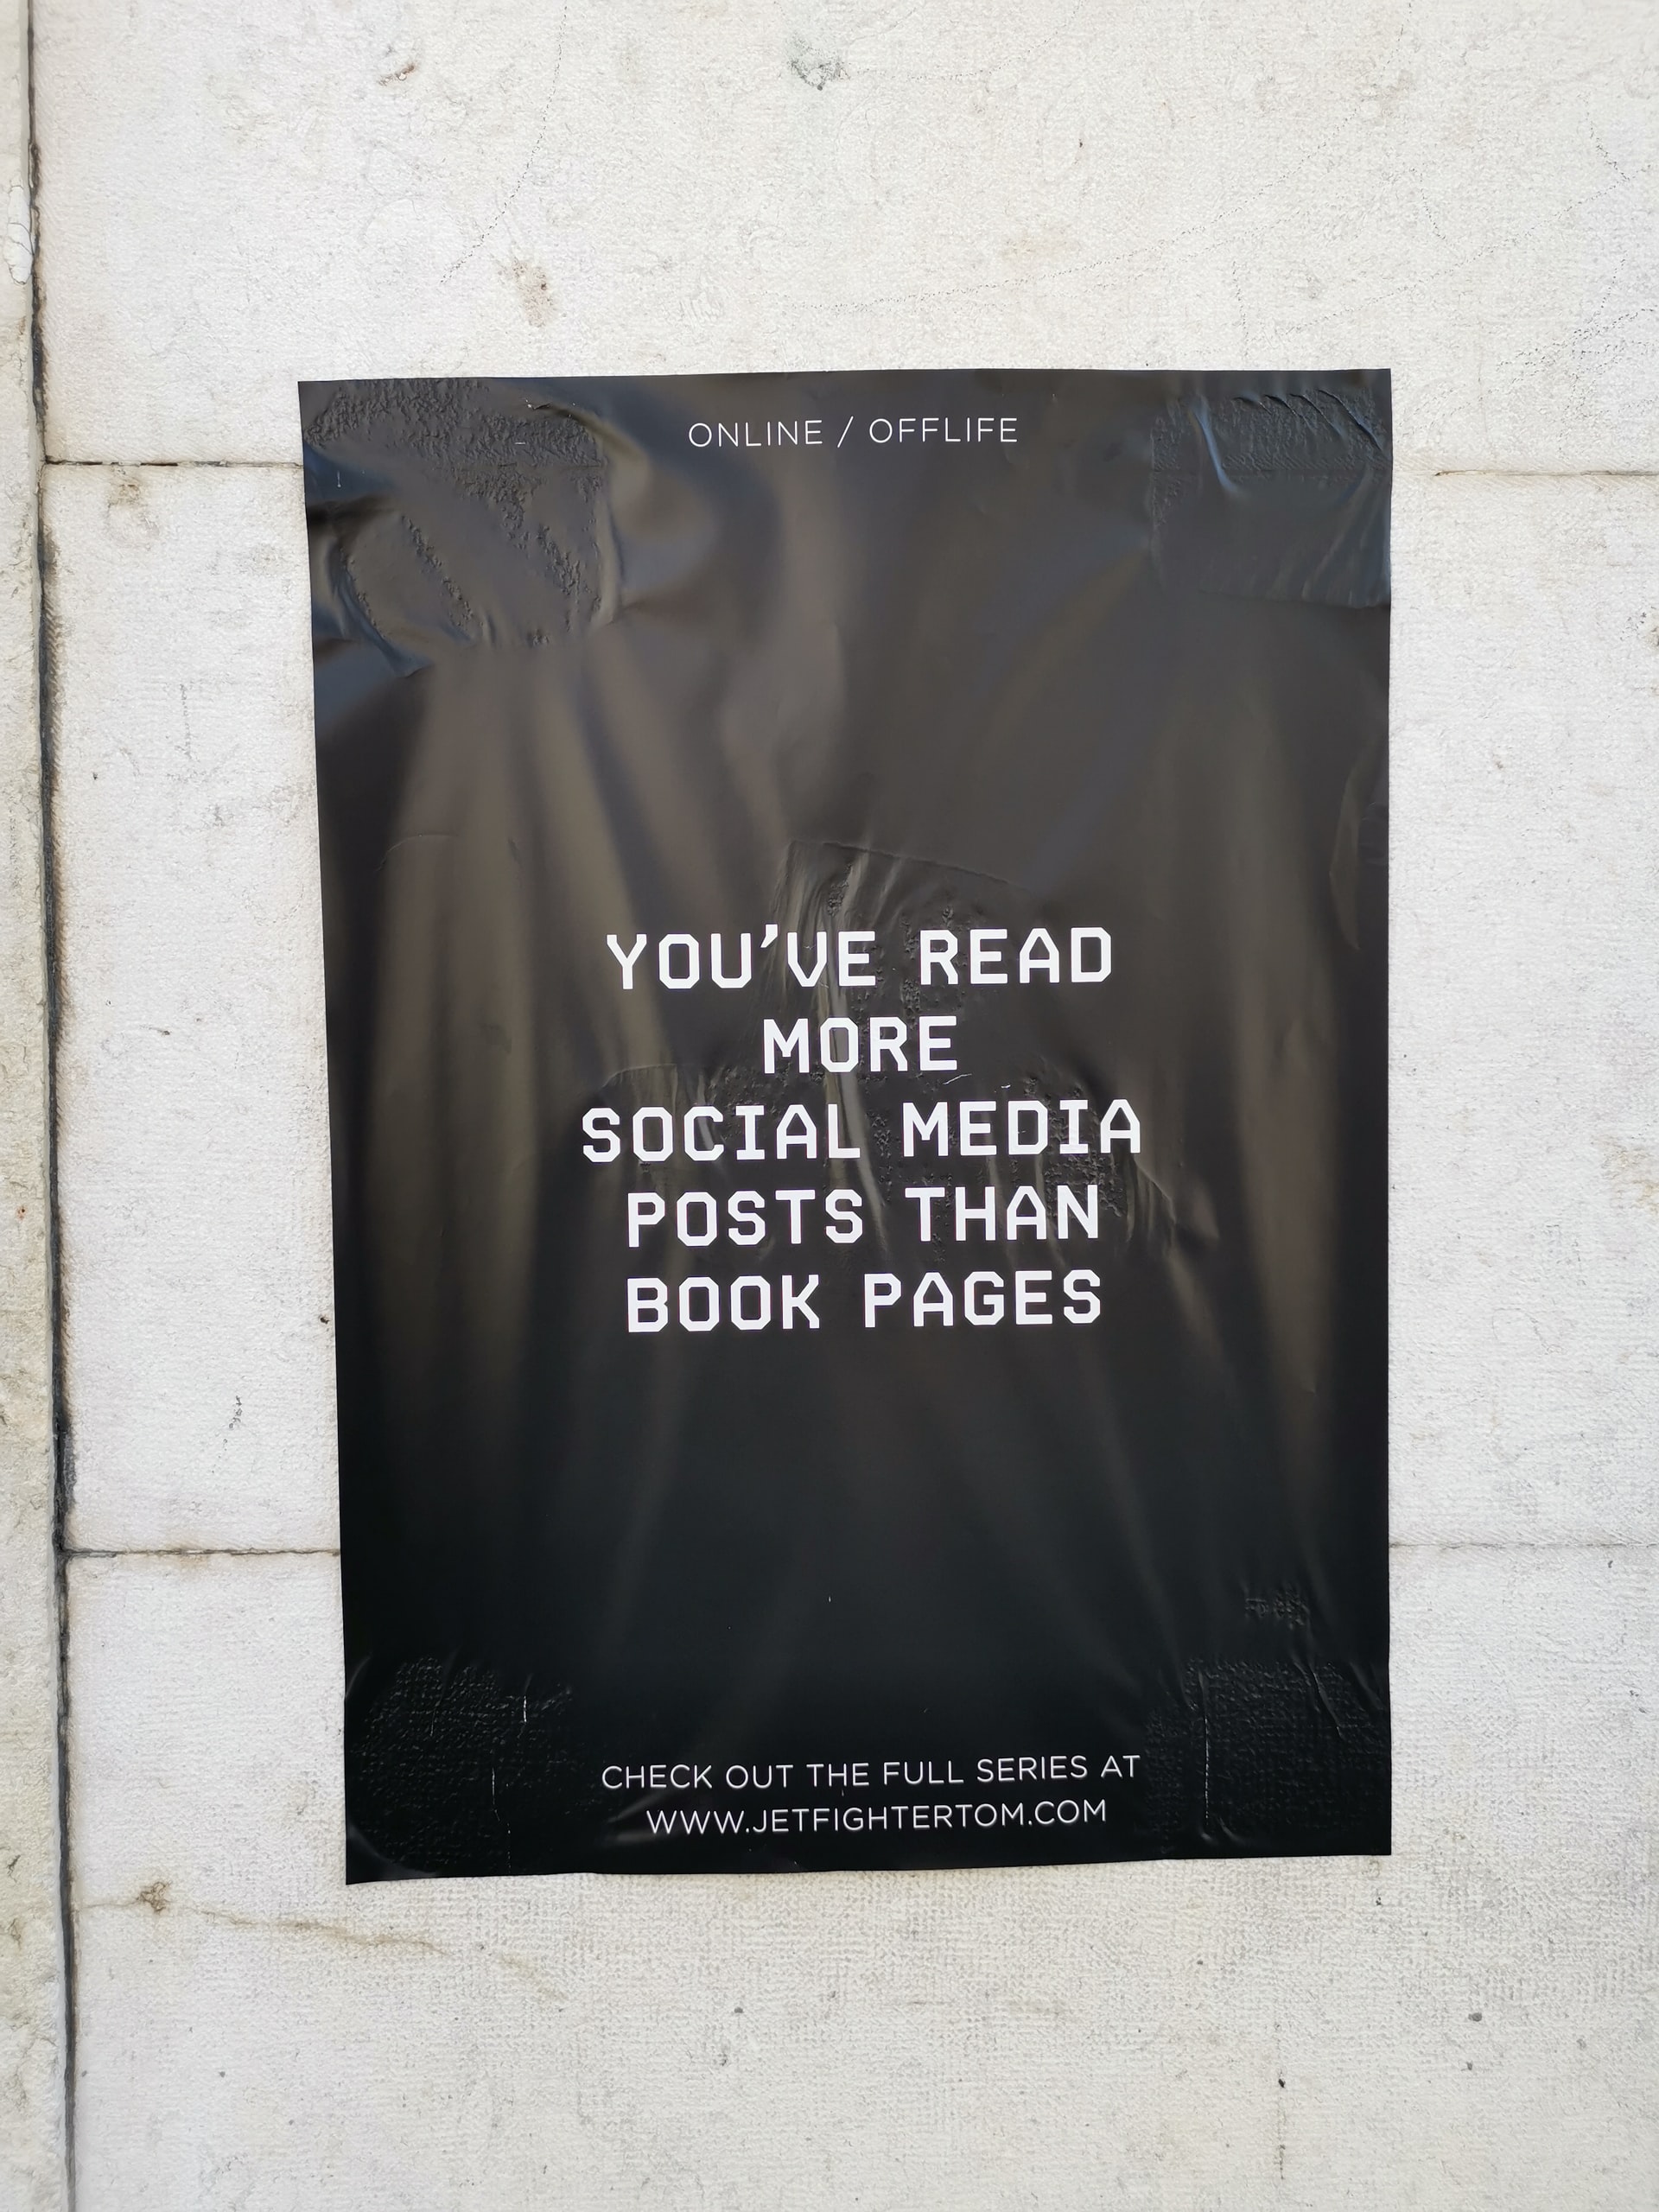 ONLINE / OFFLIFE
YOU'VE READ
MORE
SOCIAL MEDIA
POSTS THAN
BOOK PAGES
CHECK OUT THE FULL SERIES AT
WWW.JETFIGHTERTOM.COM